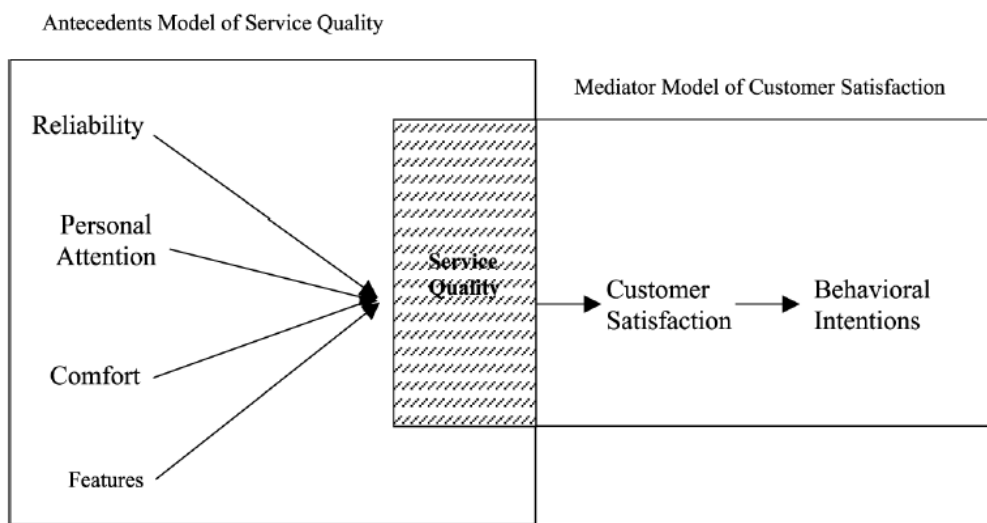 Antecedents Model of Service Quality
Mediator Model of Customer Satisfaction
Reliability
Personal
Attention
Comfort
Features
Service
Quality
Customer
Satisfaction
Behavioral
Intentions